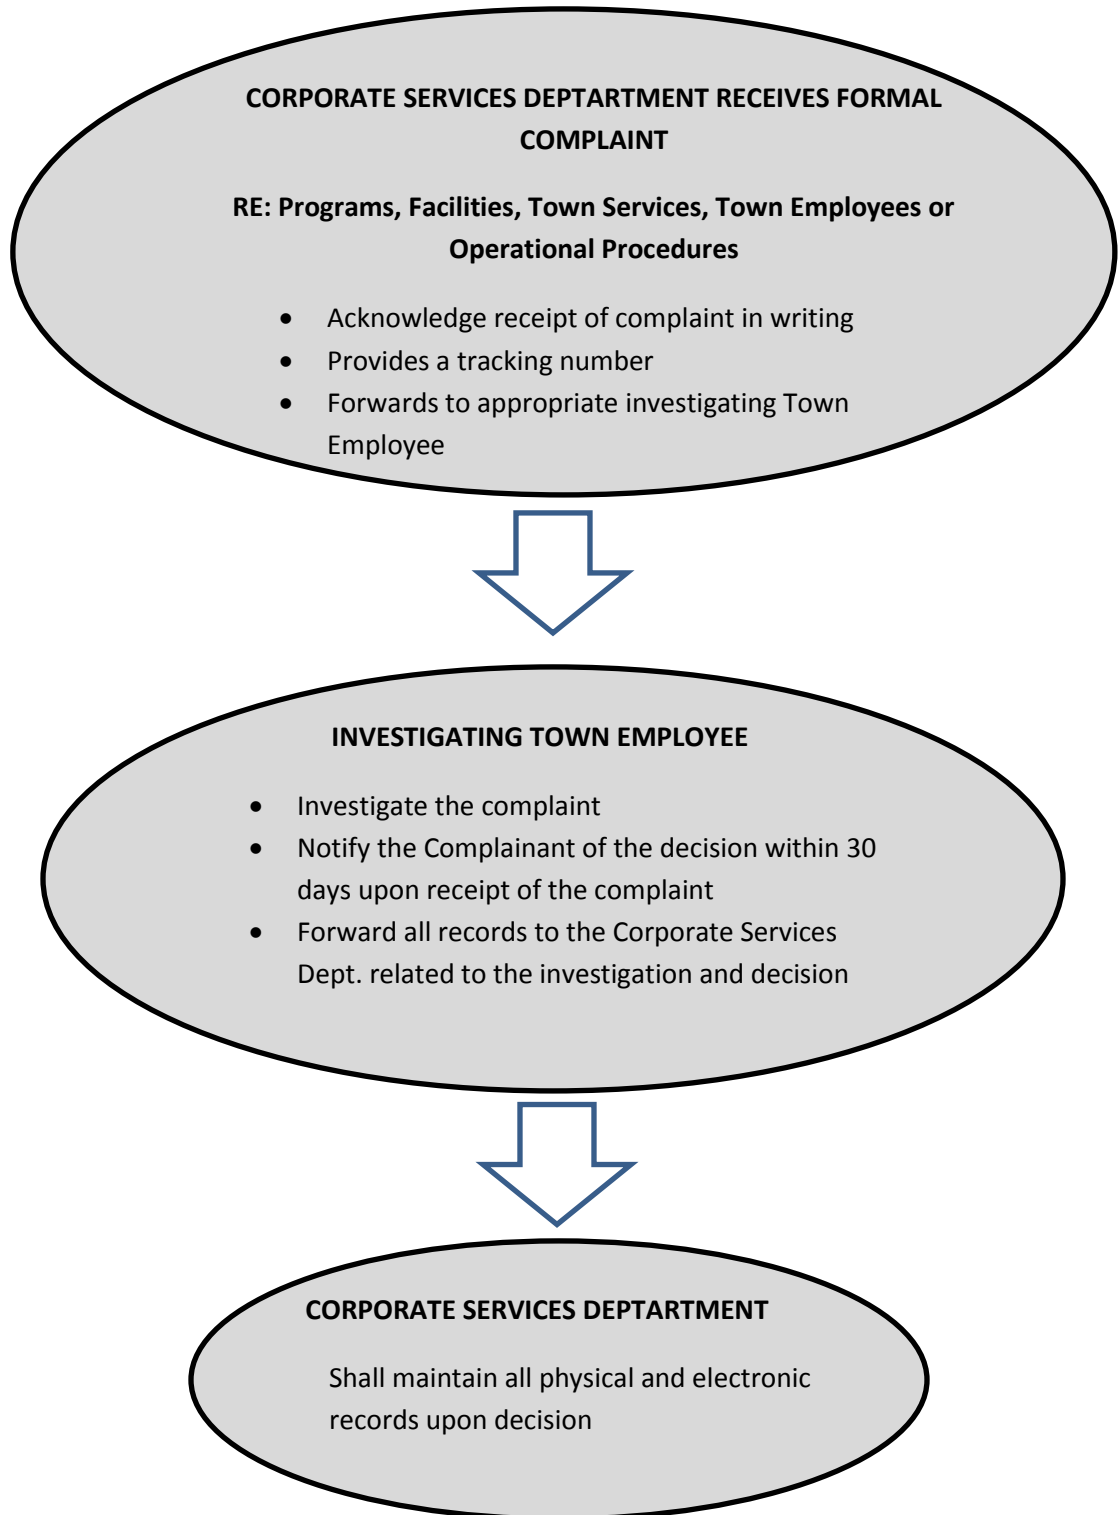 CORPORATE SERVICES DEPTARTMENT RECEIVES FORMAL
COMPLAINT
RE: Programs, Facilities, Town Services, Town Employees or
Operational Procedures
• Acknowledge receipt of complaint in writing
• Provides a tracking number
• Forwards to appropriate investigating Town
Employee
INVESTIGATING TOWN EMPLOYEE
• Investigate the complaint
• Notify the Complainant of the decision within 30
days upon receipt of the complaint
• Forward all records to the Corporate Services
Dept. related to the investigation and decision
CORPORATE SERVICES DEPTARTMENT
Shall maintain all physical and electronic
records upon decision